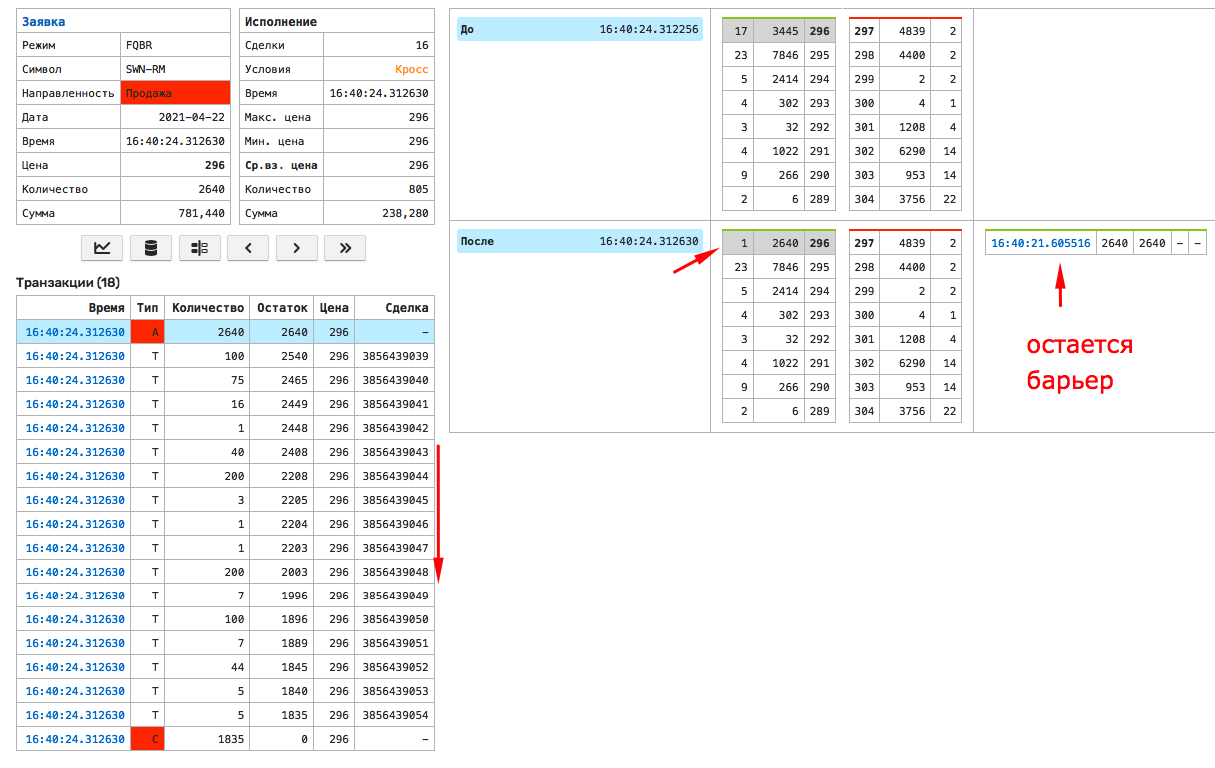 Заявка
Режим FQBR
Символ SWN-RM
Направленность Продажа
Дата 2021-04-22
Время 16:40:24.312630
Цена 296
Количество 2640
Сумма 781,440
Исполнение
Сделки 16
Условия Кросс
Время 16:40:24.312630
Макс. цена 296
Мин. цена 296
Ср.вз. цена 296
Количество 805
Сумма 238,280
Транзакции (18)
Время Тип Количество Остаток Цена Сделка
16:40:24.312630 A 2640 2640 296 –
16:40:24.312630 T 100 2540 296 3856439039
16:40:24.312630 T 75 2465 296 3856439040
16:40:24.312630 T 16 2449 296 3856439041
16:40:24.312630 T 1 2448 296 3856439042
16:40:24.312630 T 40 2408 296 3856439043
16:40:24.312630 T 200 2208 296 3856439044
16:40:24.312630 T 3 2205 296 3856439045
16:40:24.312630 T 1 2204 296 3856439046
16:40:24.312630 T 1 2203 296 3856439047
16:40:24.312630 T 200 2003 296 3856439048
16:40:24.312630 T 7 1996 296 3856439049
16:40:24.312630 T 100 1896 296 3856439050
16:40:24.312630 T 7 1889 296 3856439051
16:40:24.312630 T 44 1845 296 3856439052
16:40:24.312630 T 5 1840 296 3856439053
16:40:24.312630 T 5 1835 296 3856439054
16:40:24.312630 C 1835 0 296 –
До 16:40:24.312256
17 3445 296 297 4839 2
23 7846 295 298 4400 2
5 2414 294 299 2 2
4 302 293 300 4 1
3 32 292 301 1208 4
4 1022 291 302 6290 14
9 266 290 303 953 14
2 6 289 304 3756 22
После 16:40:24.312630
1 2640 296 297 4839 2
23 7846 295 298 4400 2
5 2414 294 299 2 2
4 302 293 300 4 1
3 32 292 301 1208 4
4 1022 291 302 6290 14
9 266 290 303 953 14
2 6 289 304 3756 22
16:40:21.605516 2640 2640 – –
остается
барьер